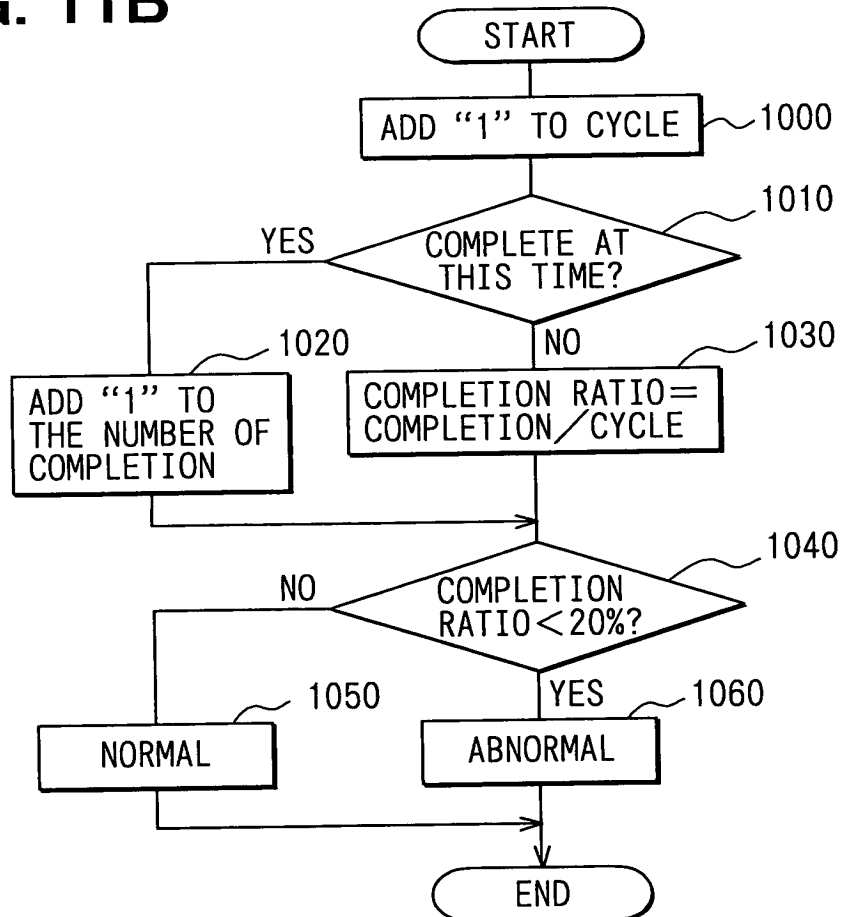 11B
START
ADD “1” TO CYCLE
1000
1010
YES
COMPLETE AT
THIS TIME?
NO
1020
1030
ADD “1” TO
THE NUMBER OF
COMPLETION
COMPLETION RATIO=
COMPLETION/CYCLE
1040
NO
COMPLETION
RATIO<20%?
YES
1050
1060
NORMAL
ABNORMAL
END